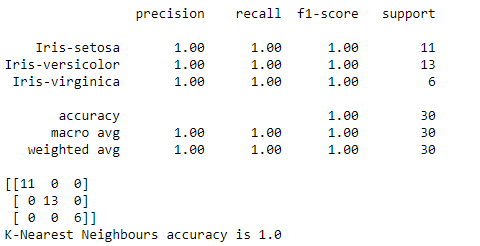 precision recall f1-score support
Iris-setosa 1.00 1.00 1.00 11
Iris-versicolor 1.00 1.00 1.00 13
Iris-virginica 1.00 1.00 1.00 6
accuracy 1.00 30
macro avg 1.00 1.00 1.00 30
weighted avg 1.00 1.00 1.00 30
[[11 0 0]
[ 0 13 0]
[ 0 0 6]]
K-Nearest Neighbours accuracy is 1.0